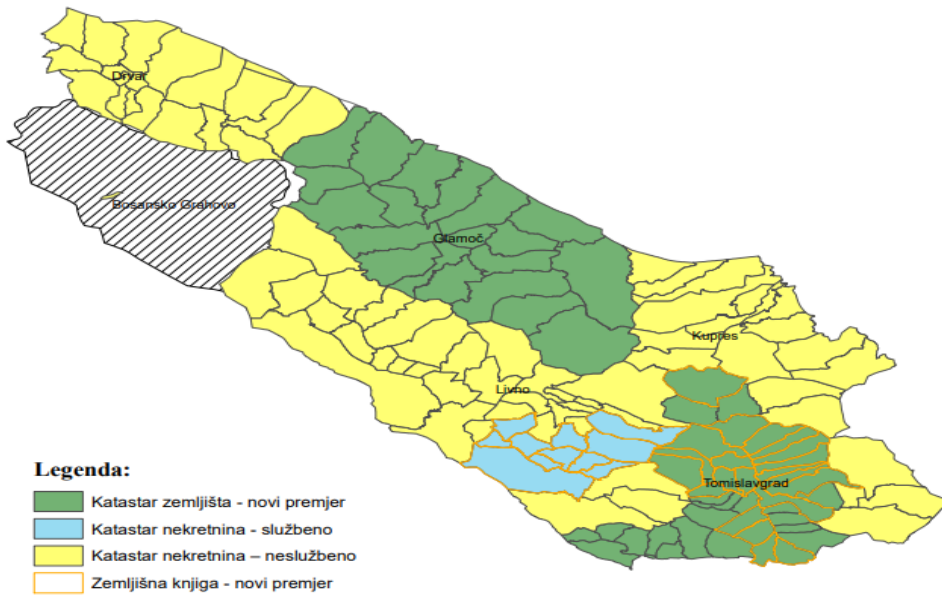 Drvar
Bosansko Grahovo
Glamoč
Kupres
Livno
Tomislavgrad
Legenda:
Katastar zemljišta - novi premjer
Katastar nekretnina - službeno
Katastar nekretnina – neslužbeno
Zemljišna knjiga - novi premjer